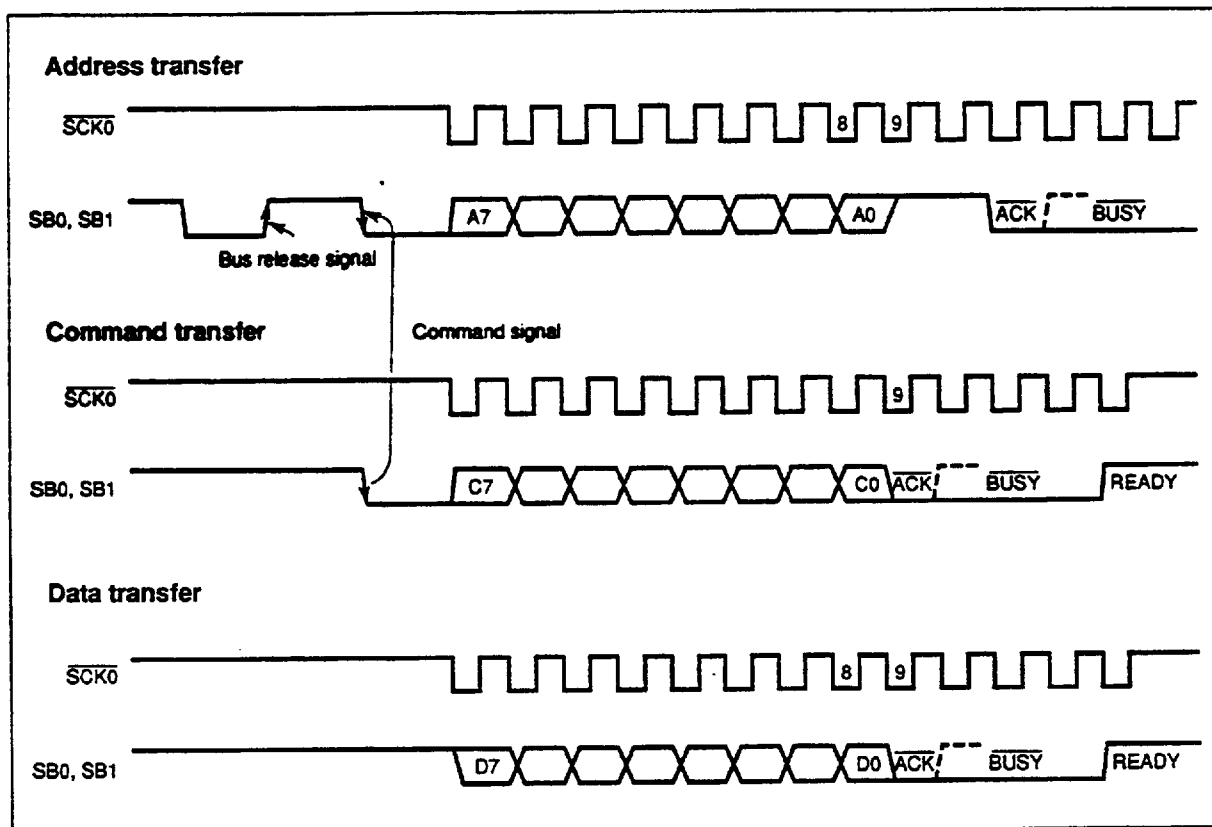 Address transfer
SCK0
8 9
SB0, SB1
A7 A0 ACK BUSY
Bus release signal
Command transfer
Command signal
SCK0
9
SB0, SB1
C7 C0 ACK BUSY READY
Data transfer
SCK0
8 9
SB0, SB1
D7 D0 ACK BUSY READY